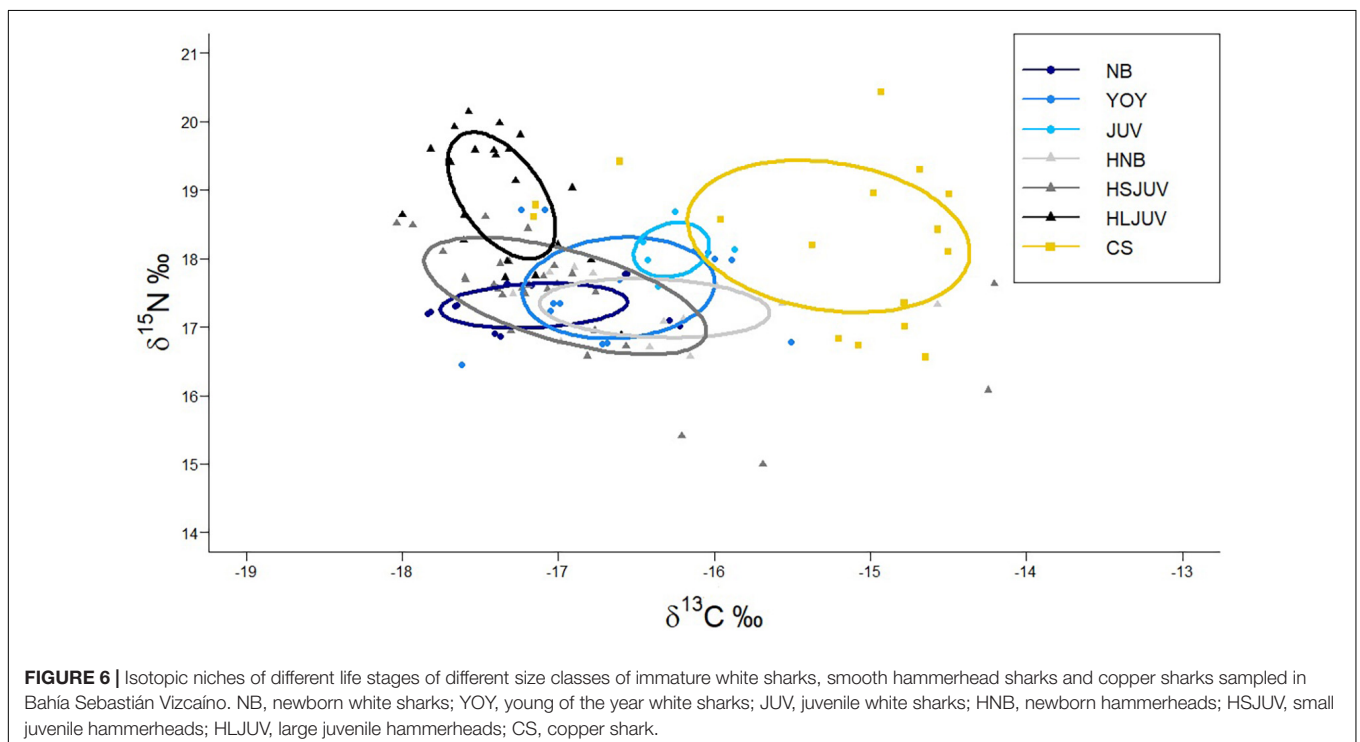 21
20
19
18
17
16
15
14
δ¹⁵N ‰
-19 -18 -17 -16 -15 -14 -13
δ¹³C ‰
NB
YOY
JUV
HNB
HSJUV
HLJUV
CS
FIGURE 6 | Isotopic niches of different life stages of different size classes of immature white sharks, smooth hammerhead sharks and copper sharks sampled in
Bahía Sebastián Vizcaíno. NB, newborn white sharks; YOY, young of the year white sharks; JUV, juvenile white sharks; HNB, newborn hammerheads; HSJUV, small
juvenile hammerheads; HLJUV, large juvenile hammerheads; CS, copper shark.